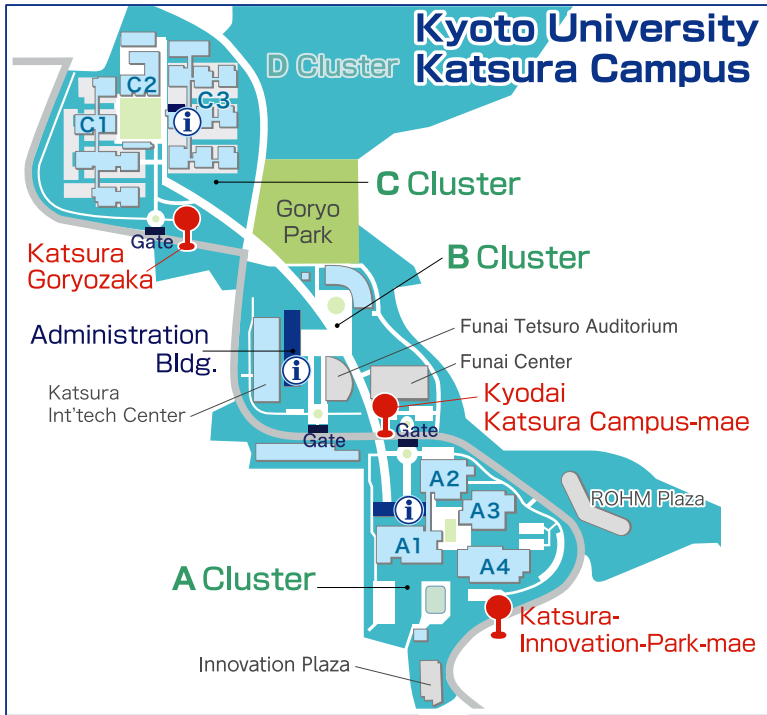 Kyoto University
Katsura Campus
D Cluster
C2
C3
C1
i
C Cluster
Goryo
Park
Gate
Katsura
Goryozaka
B Cluster
Administration
Bldg.
i
Funai Tetsuro Auditorium
Funai Center
Katsura
Int'tech Center
Kyodai
Katsura Campus-mae
Gate
Gate
A2
ROHM Plaza
A3
i
A1
A4
A Cluster
Katsura-
Innovation-Park-mae
Innovation Plaza